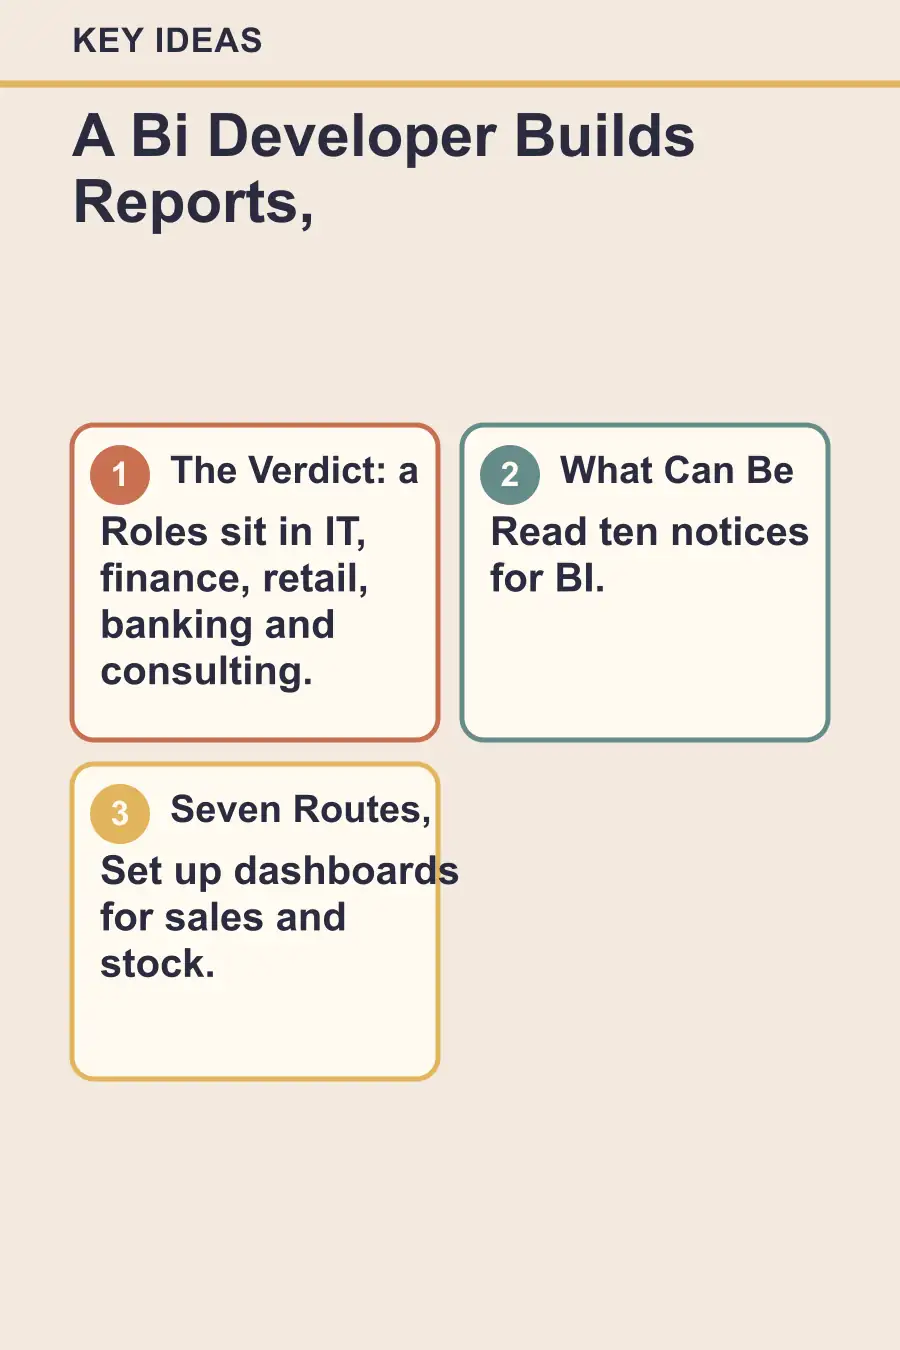 KEY IDEAS
A Bi Developer Builds
Reports,
1 The Verdict: a
Roles sit in IT,
finance, retail,
banking and
consulting.
2 What Can Be
Read ten notices
for BI.
3 Seven Routes,
Set up dashboards
for sales and
stock.